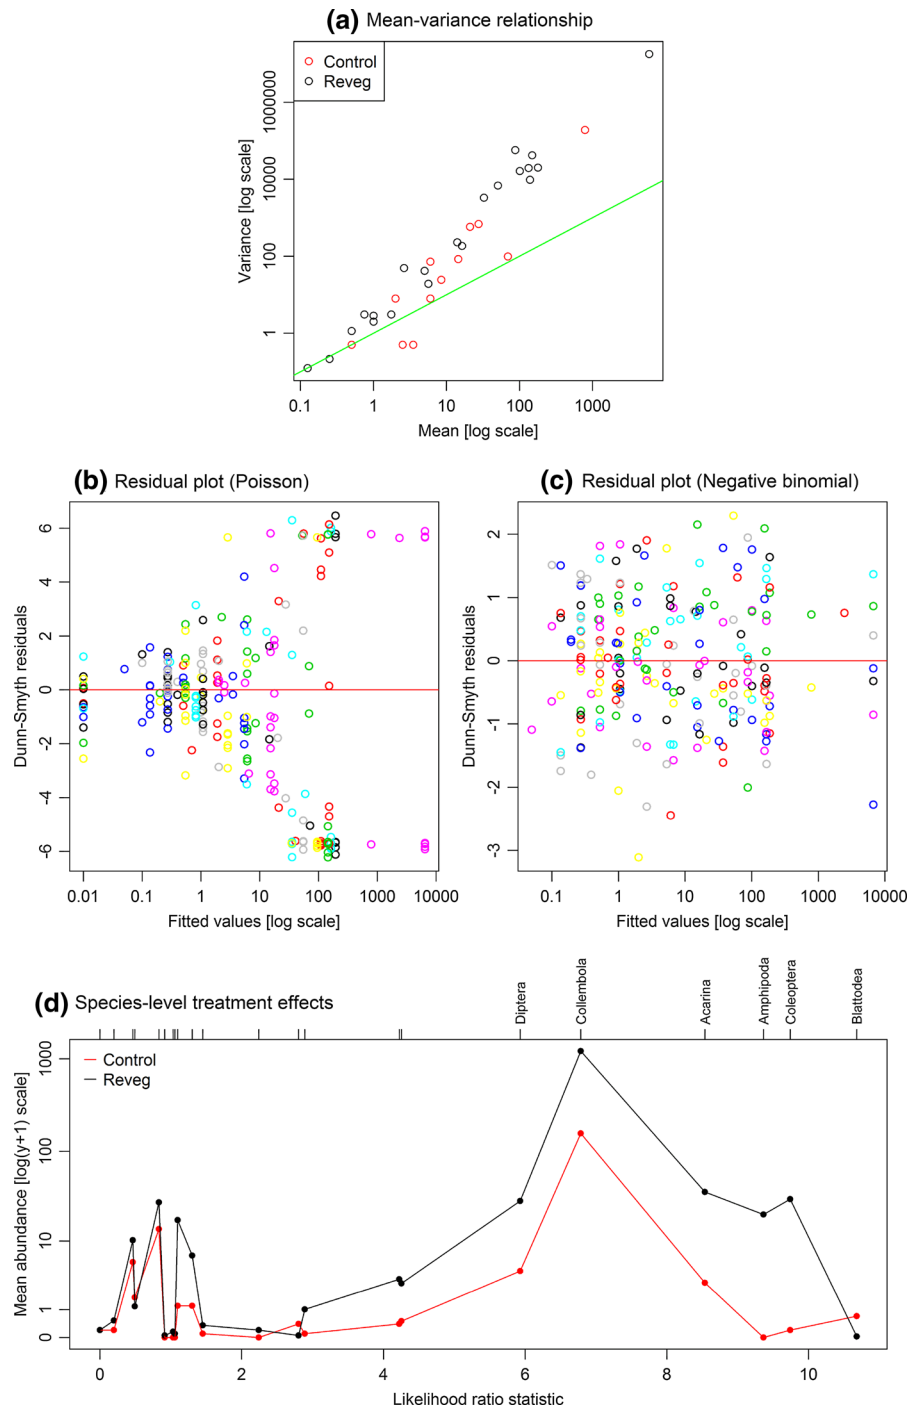 (a) Mean-variance relationship
Control
Reveg
Variance [log scale]
1000000
10000
100
1
0.1 1 10 100 1000
Mean [log scale]
(b) Residual plot (Poisson)
Dunn-Smyth residuals
6
4
2
0
-2
-4
-6
0.01 0.1 1 10 100 1000 10000
Fitted values [log scale]
(c) Residual plot (Negative binomial)
Dunn-Smyth residuals
2
1
0
-1
-2
-3
0.1 1 10 100 1000 10000
Fitted values [log scale]
(d) Species-level treatment effects
Diptera
Collembola
Acarina
Amphipoda
Coleoptera
Blattodea
Control
Reveg
Mean abundance [log(y+1) scale]
1000
100
10
1
0
0 2 4 6 8 10
Likelihood ratio statistic